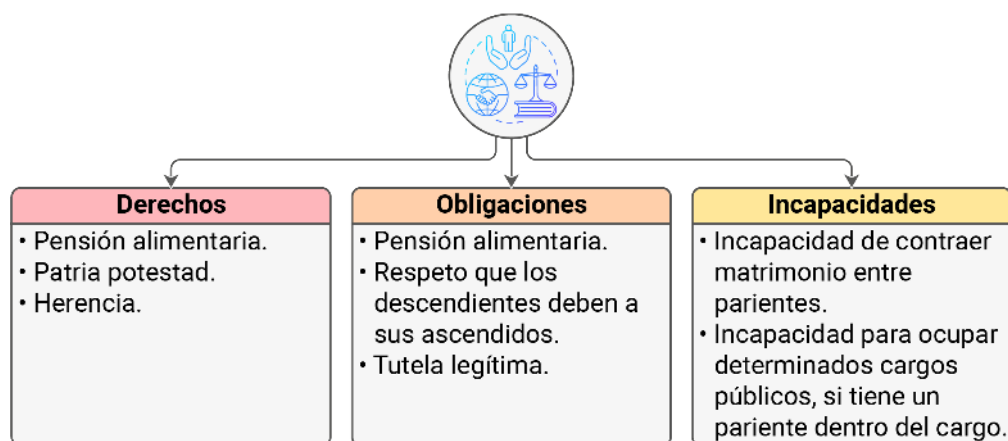 Derechos
• Pensión alimentaria.
• Patria potestad.
• Herencia.
Obligaciones
• Pensión alimentaria.
• Respeto que los
descendientes deben a
sus ascendidos.
• Tutela legítima.
Incapacidades
• Incapacidad de contraer
matrimonio entre
parientes.
• Incapacidad para ocupar
determinados cargos
públicos, si tiene un
pariente dentro del cargo.